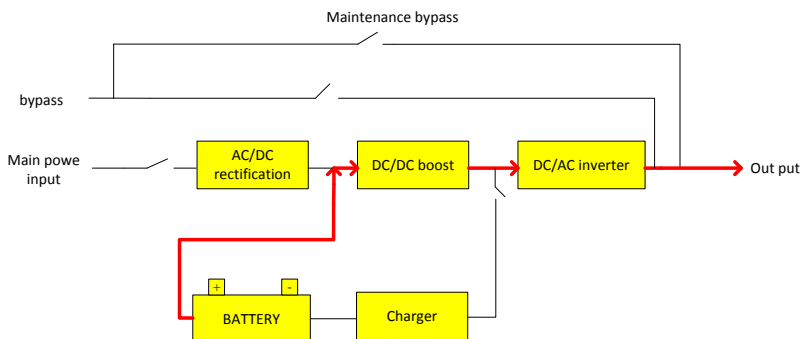 Maintenance bypass
bypass
Main powe
input
AC/DC
rectification
DC/DC boost
DC/AC inverter
Out put
+
-
BATTERY
Charger